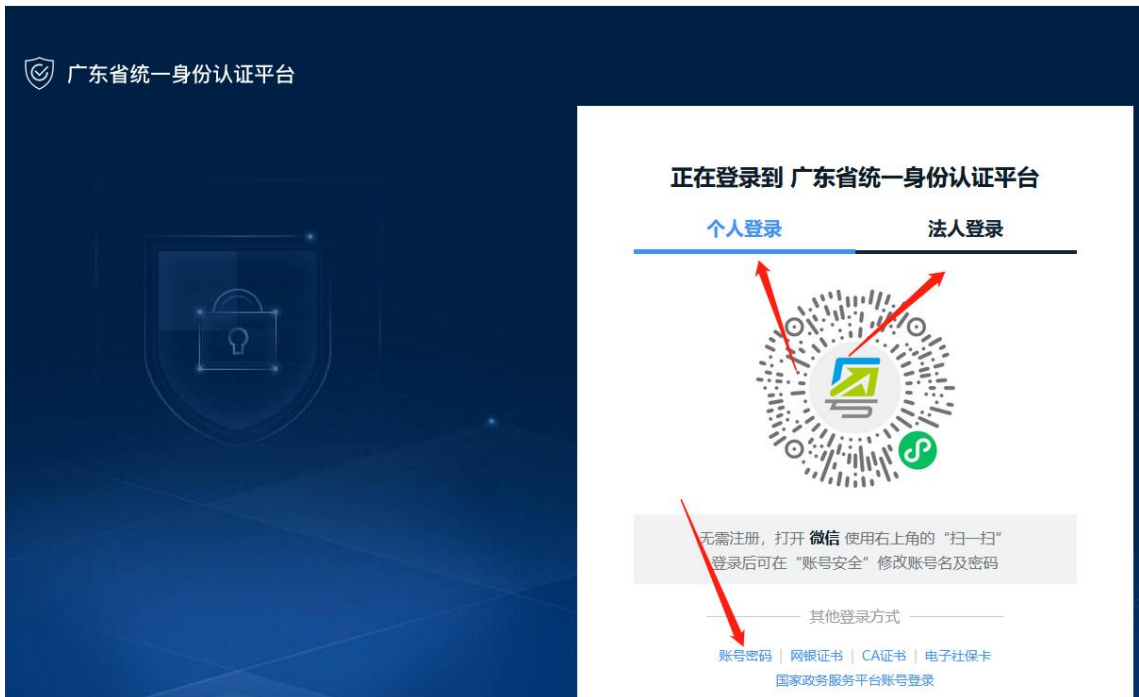 广东省统一身份认证平台
正在登录到 广东省统一身份认证平台
个人登录 法人登录
无需注册，打开 微信 使用右上角的“扫一扫”
登录后可在“账号安全”修改账号名及密码
其他登录方式
账号密码 | 网银证书 | CA证书 | 电子社保卡
国家政务服务平台账号登录